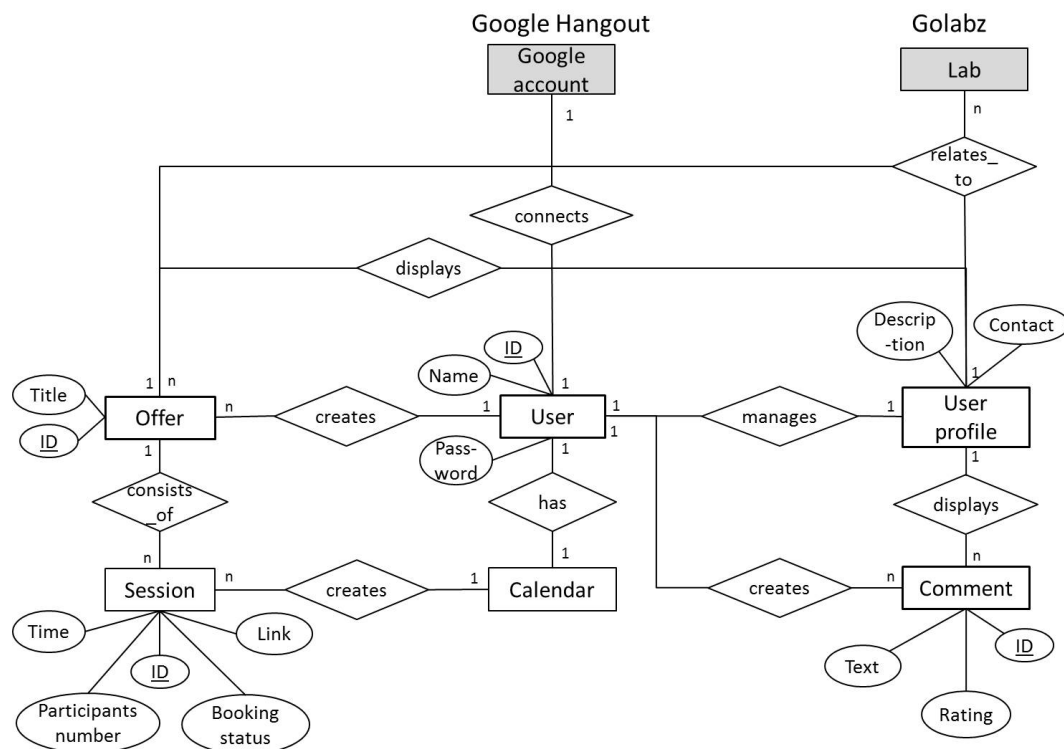 Google Hangout
Golabz
Google
account
Lab
1
n
relates_
to
connects
displays
Descrip
-tion
Contact
ID
Name
Title
1
n
1
1
Offer
n
creates
1
User
1
1
manages
1
User
profile
ID
1
Pass-
word
1
1
consists
_of
has
displays
n
1
n
Session
n
creates
1
Calendar
creates
n
Comment
Time
Link
ID
Text
ID
Participants
number
Booking
status
Rating